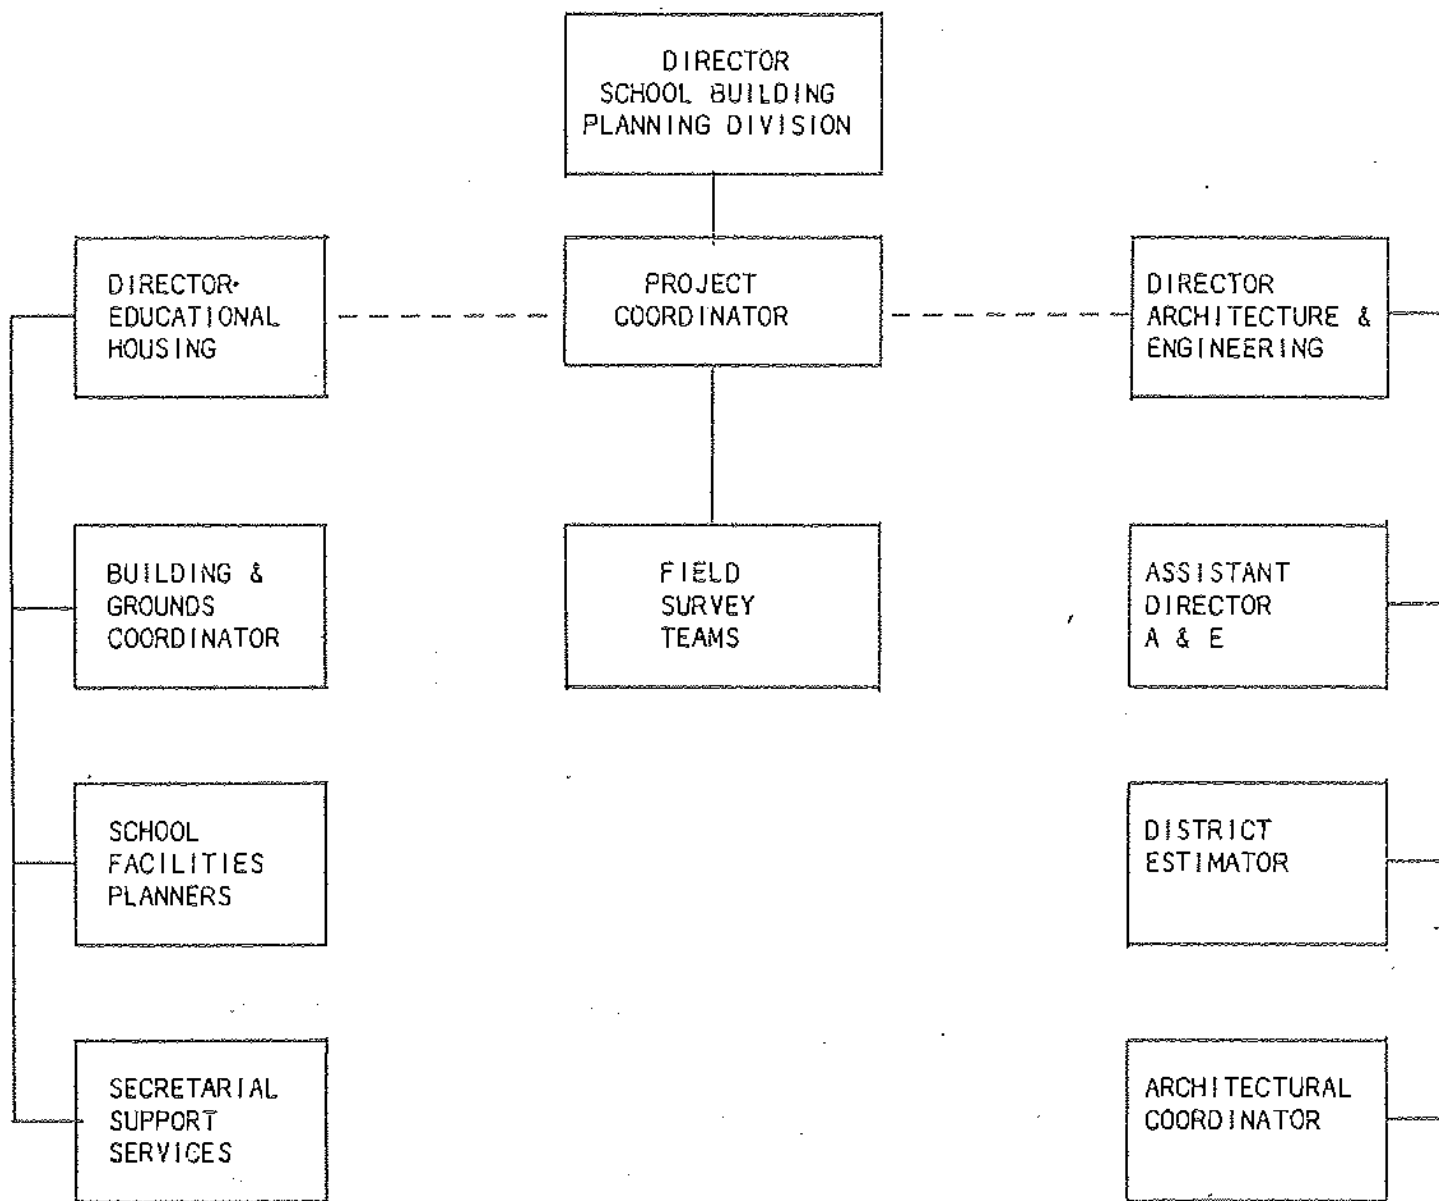 DIRECTOR
SCHOOL BUILDING
PLANNING DIVISION
DIRECTOR
EDUCATIONAL
HOUSING
PROJECT
COORDINATOR
DIRECTOR
ARCHITECTURE &
ENGINEERING
BUILDING &
GROUNDS
COORDINATOR
FIELD
SURVEY
TEAMS
ASSISTANT
DIRECTOR
A & E
SCHOOL
FACILITIES
PLANNERS
DISTRICT
ESTIMATOR
SECRETARIAL
SUPPORT
SERVICES
ARCHITECTURAL
COORDINATOR